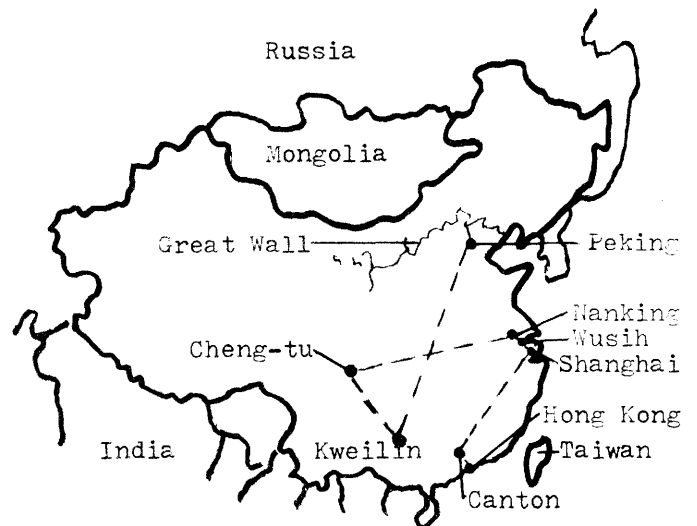 Russia
Mongolia
Great Wall
Peking
Nanking
Wusih
Cheng-tu
Shanghai
Hong Kong
India
Kweilin
Taiwan
Canton